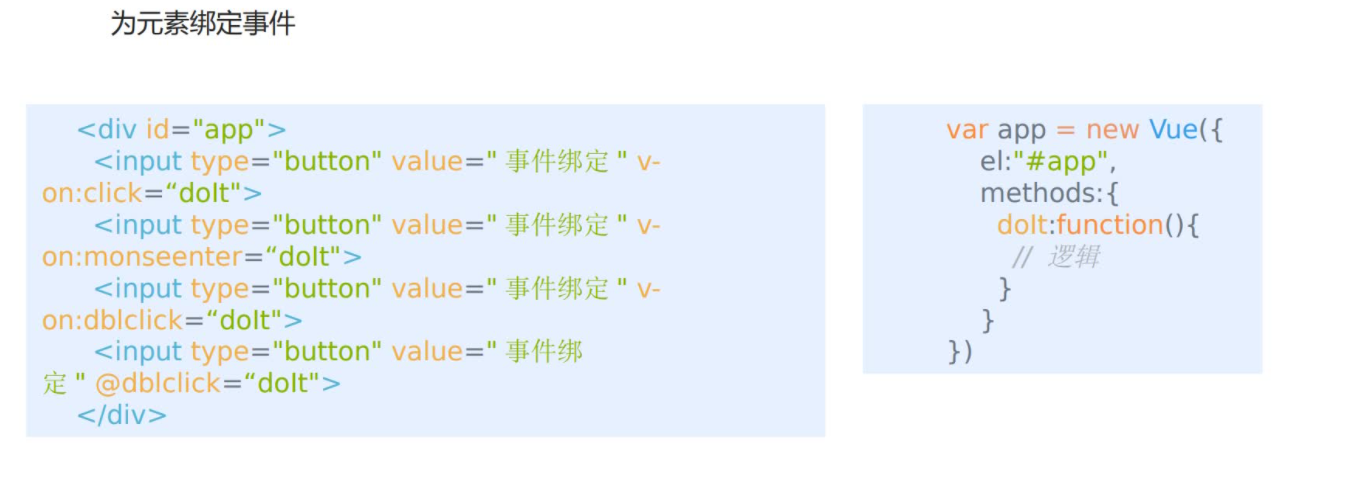 为元素绑定事件
<div id="app">
<input type="button" value=" 事件绑定 " v-
on:click=“doIt">
<input type="button" value=" 事件绑定 " v-
on:monseenter=“doIt">
<input type="button" value=" 事件绑定 " v-
on:dblclick=“doIt">
<input type="button" value=" 事件绑
定 " @dblclick=“doIt">
</div>
var app = new Vue({
el:"#app",
methods:{
doIt:function(){
// 逻辑
}
}
})